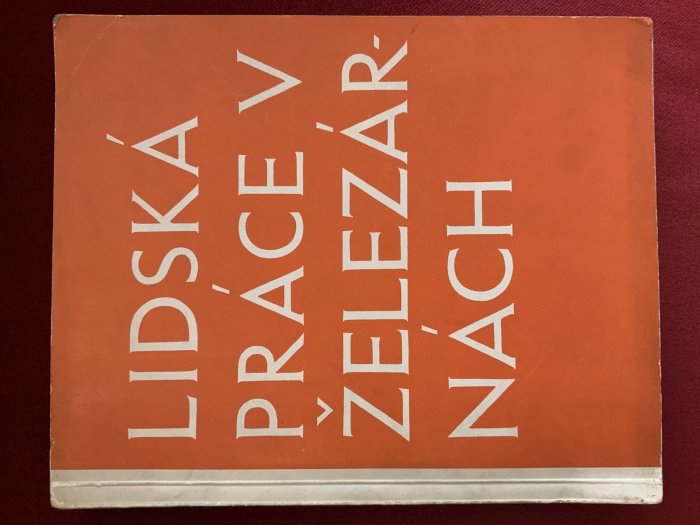 LIDSKÁ
PRÁCE V
ŽELEZÁR-
NÁCH